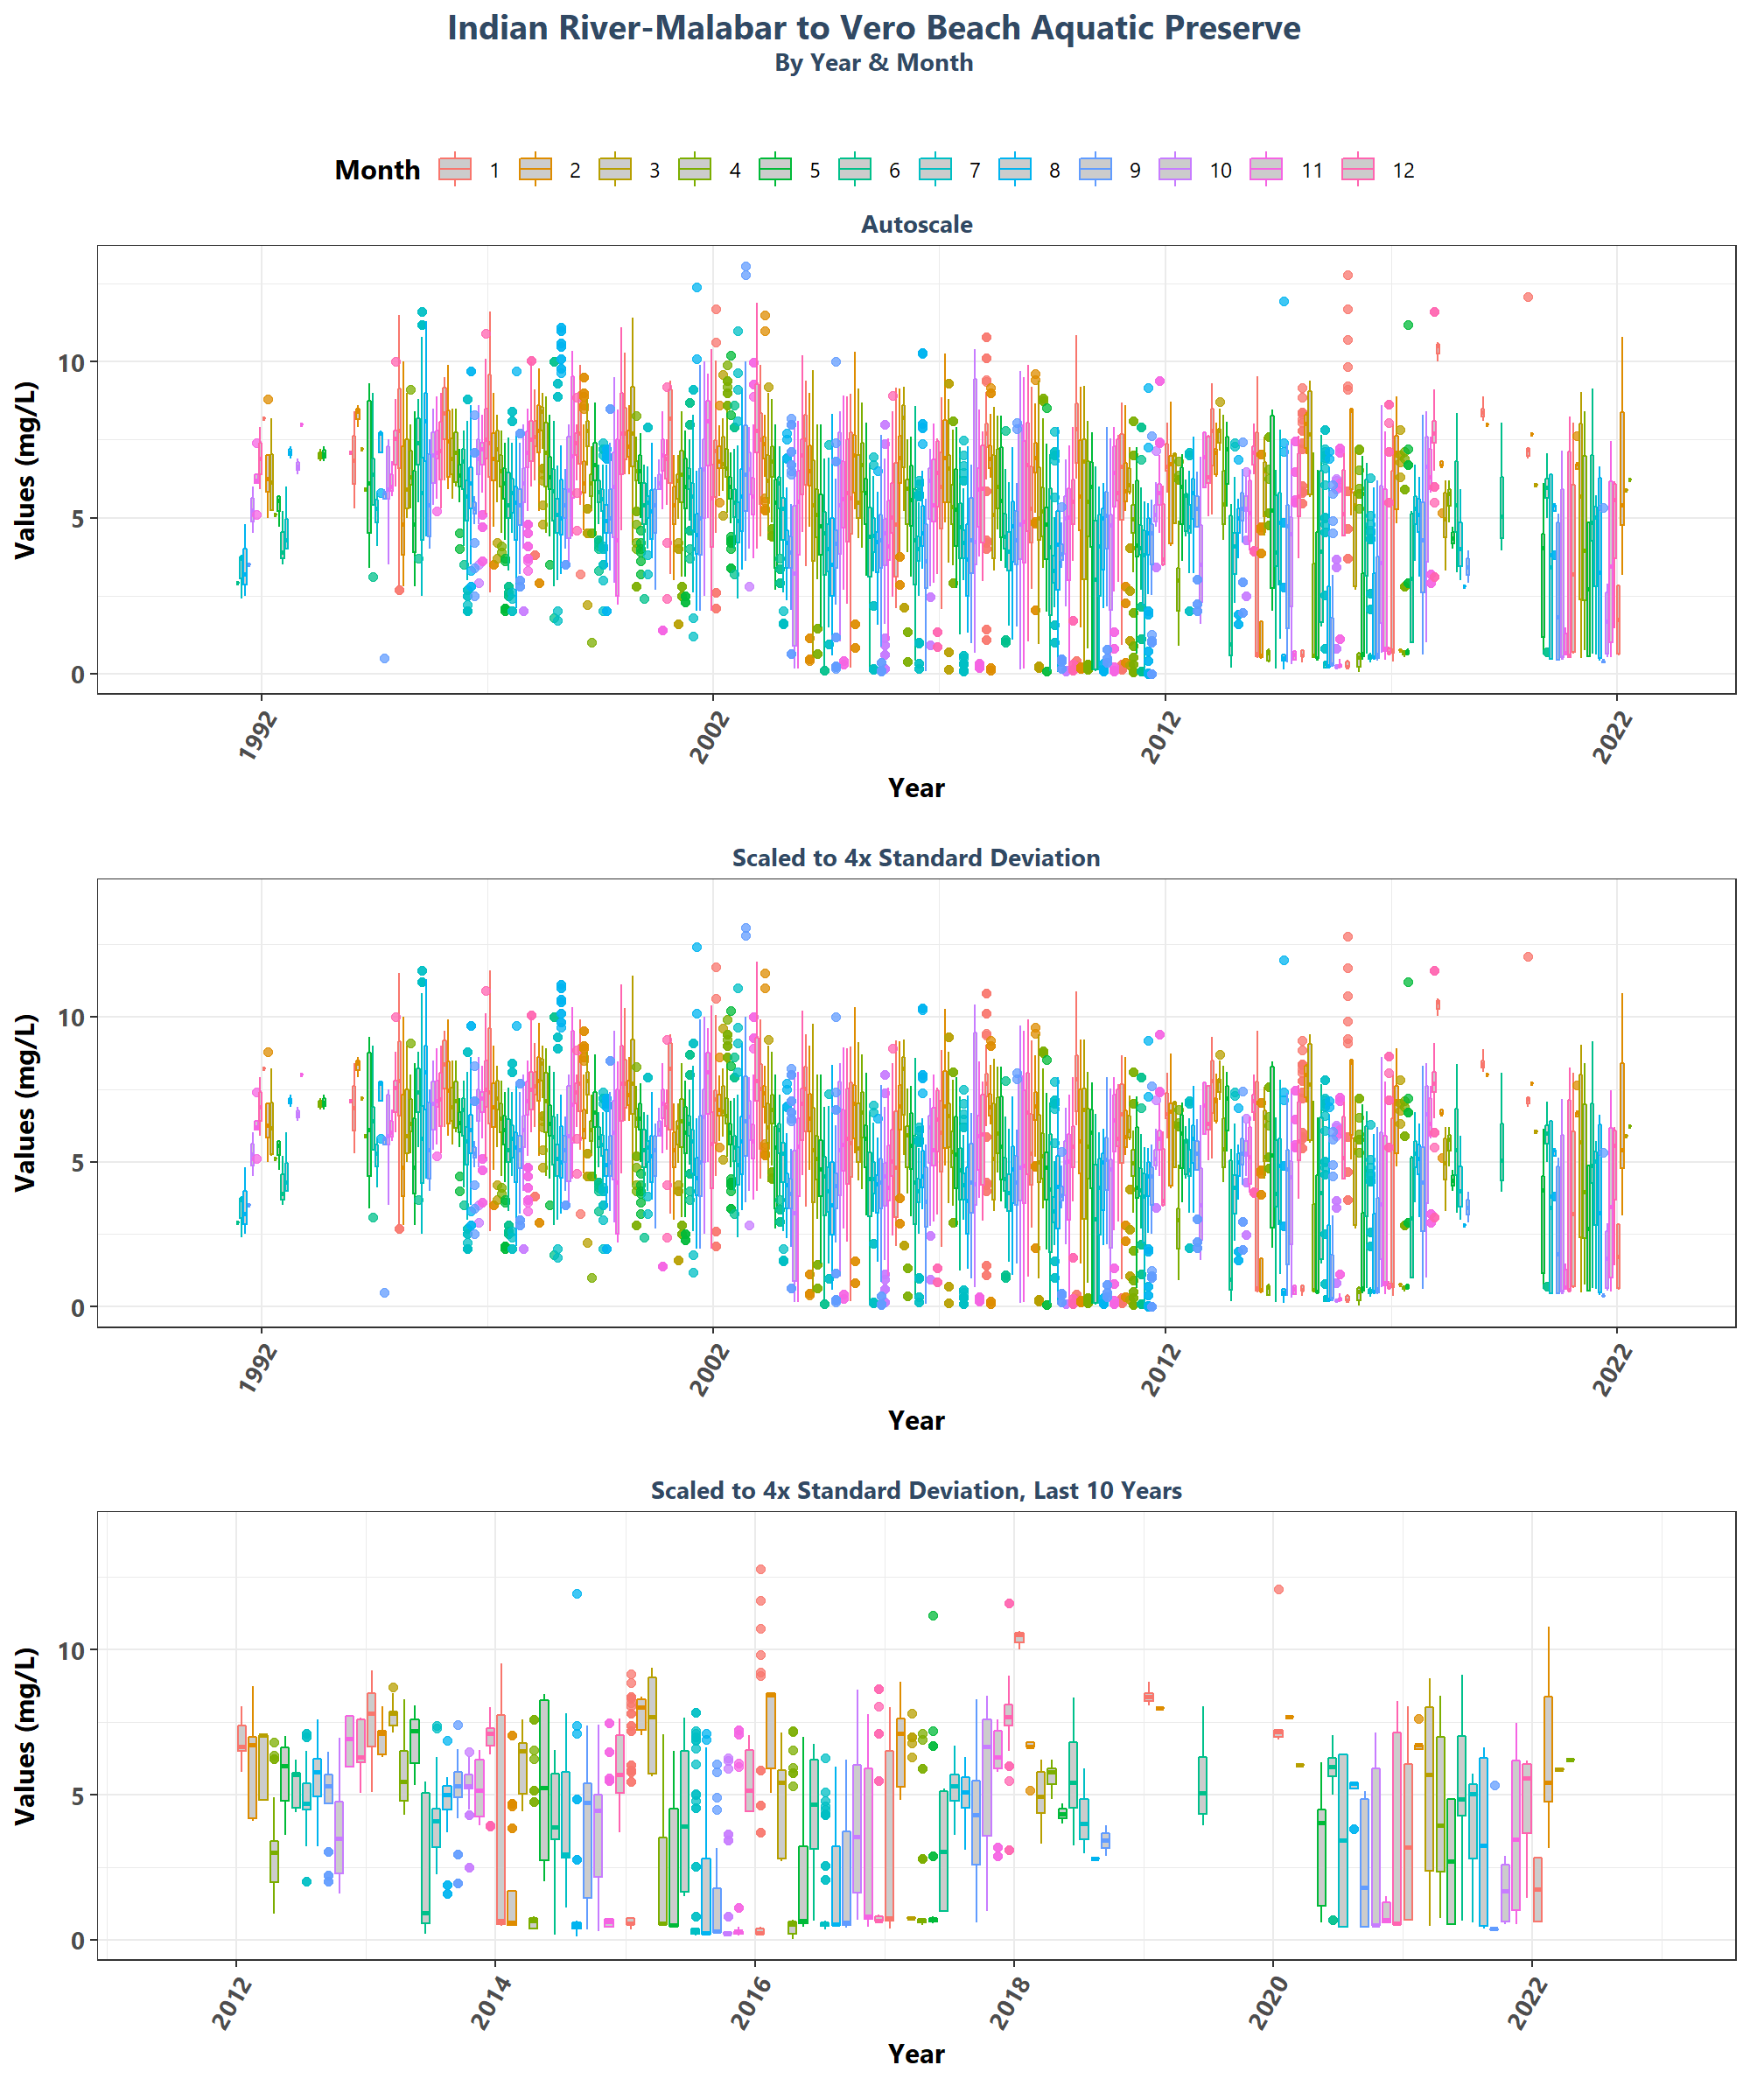 Indian River-Malabar to Vero Beach Aquatic Preserve
By Year & Month
Month 1 2 3 4 5 6 7 8 9 10 11 12
Autoscale
Values (mg/L)
10
5
0
1992 2002 2012 2022
Year
Scaled to 4x Standard Deviation
Values (mg/L)
10
5
0
1992 2002 2012 2022
Year
Scaled to 4x Standard Deviation, Last 10 Years
Values (mg/L)
10
5
0
2012 2014 2016 2018 2020 2022
Year